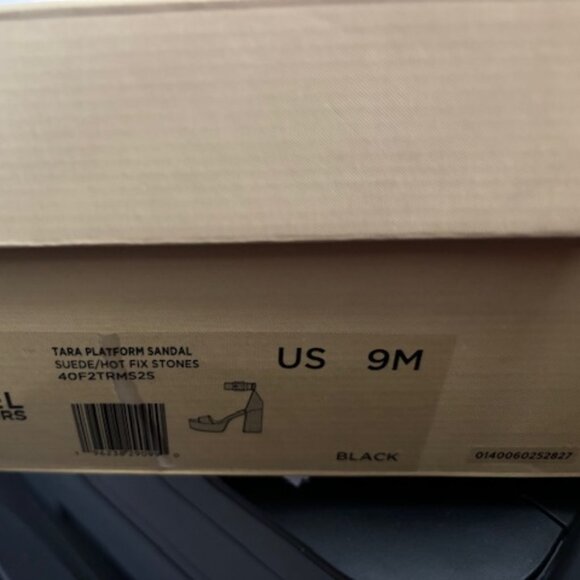 TARA PLATFORM SANDAL
SUEDE/HOT FIX STONES
40F2TRMS2S
US 9M
BLACK
0140060252827